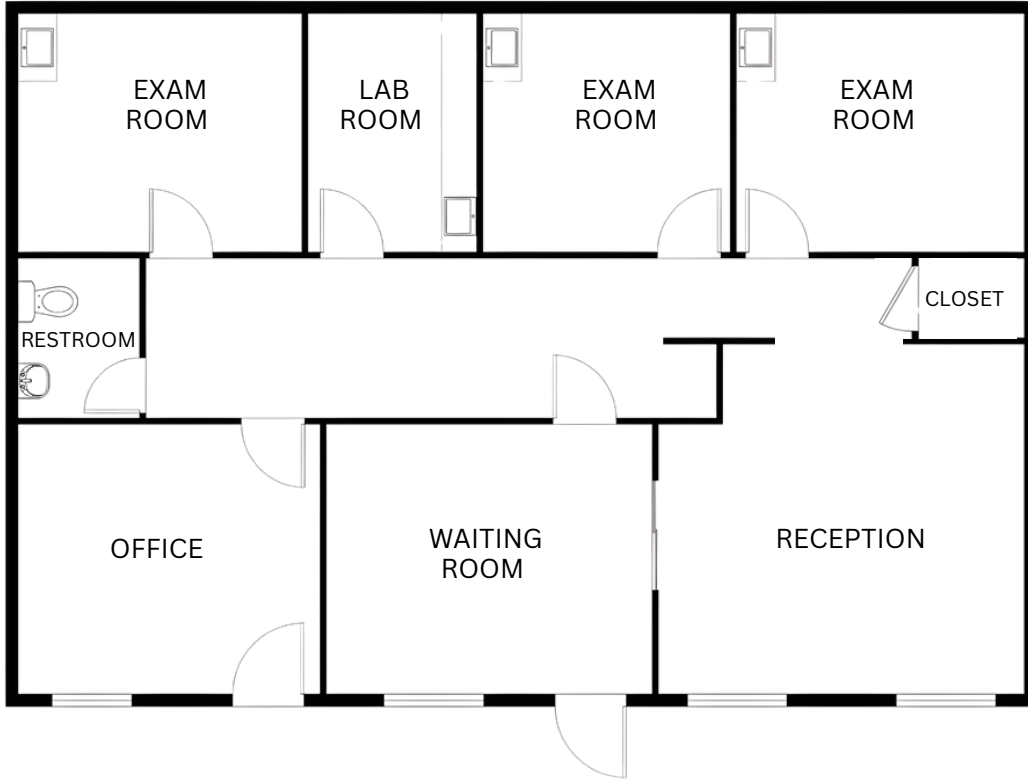 EXAM
ROOM
LAB
ROOM
EXAM
ROOM
EXAM
ROOM
CLOSET
RESTROOM
OFFICE
WAITING
ROOM
RECEPTION